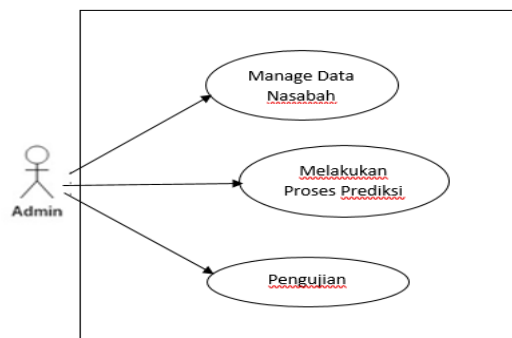 Manage Data
Nasabah
Melakukan
Proses Prediksi
Admin
Pengujian